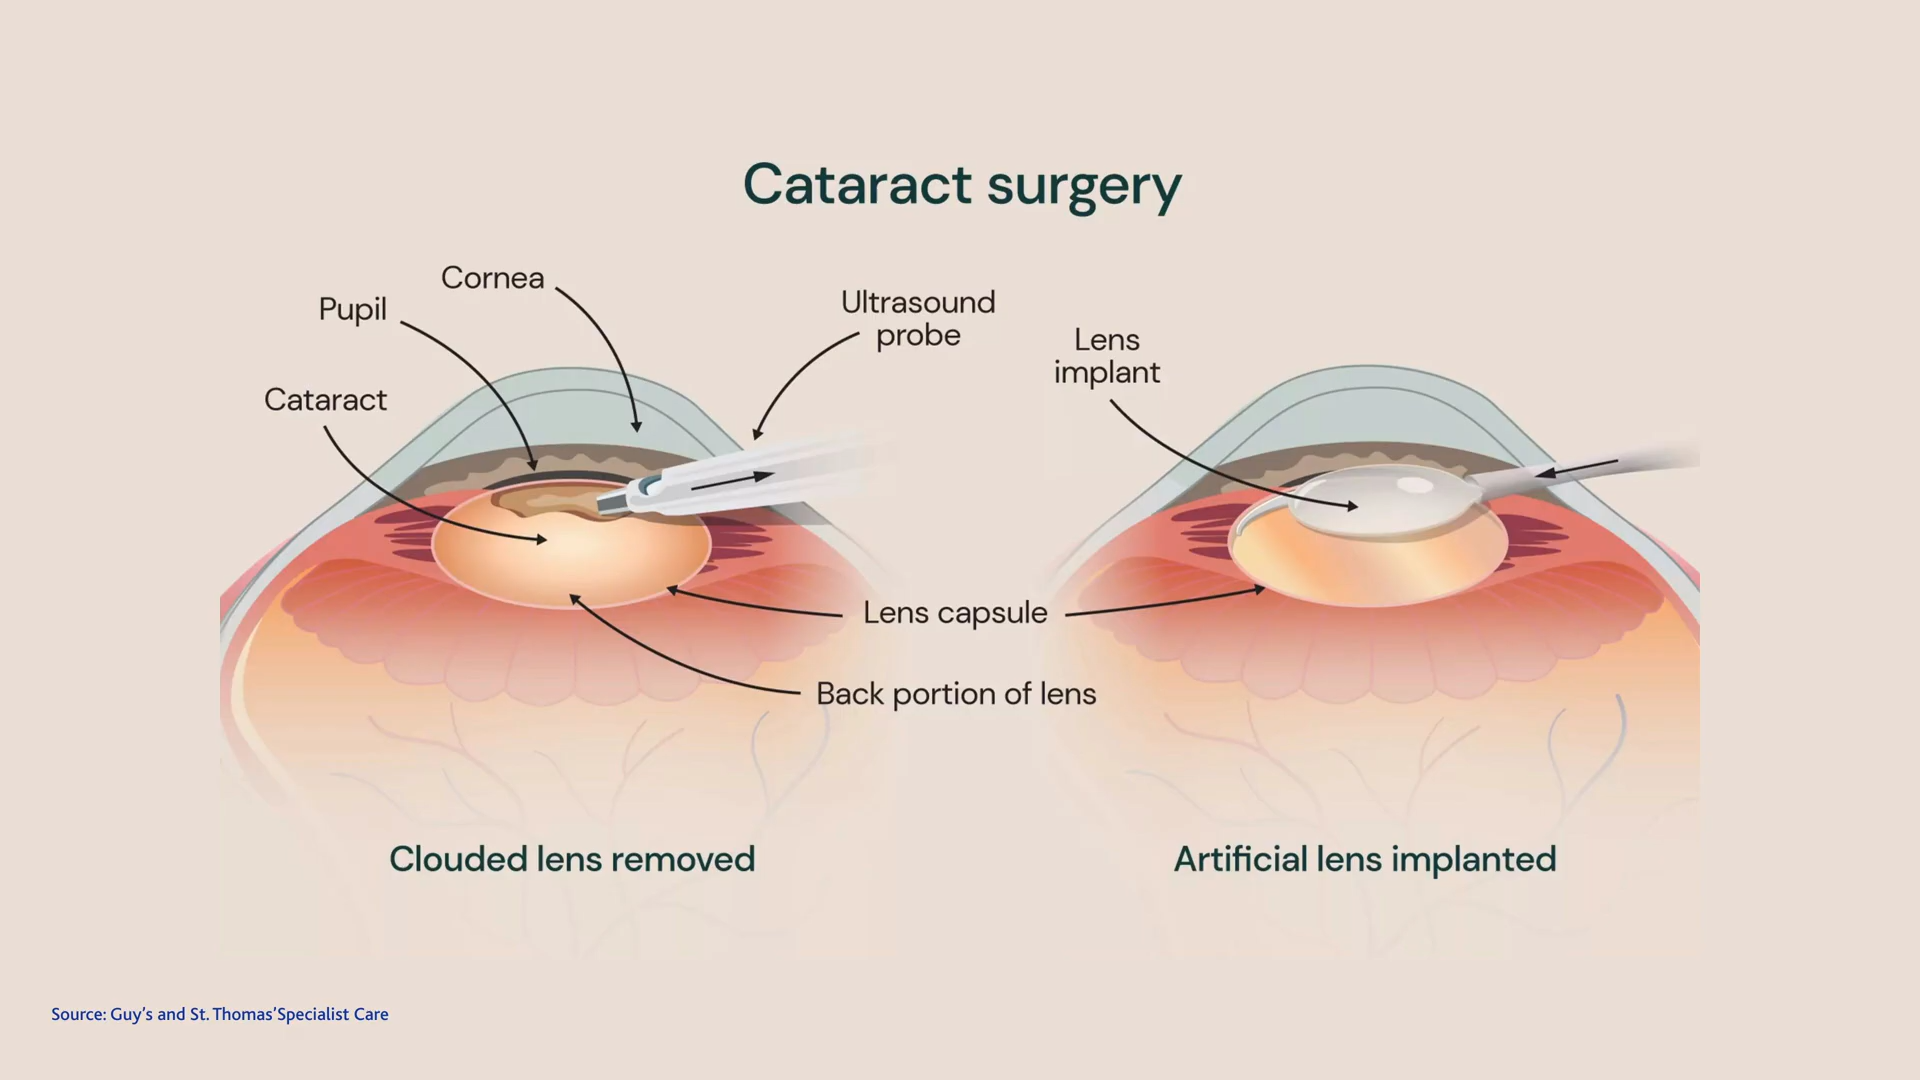 Cataract surgery
Cornea
Pupil
Ultrasound
probe
Lens
implant
Cataract
Lens capsule
Back portion of lens
Clouded lens removed
Artificial lens implanted
Source: Guy’s and St. Thomas’Specialist Care